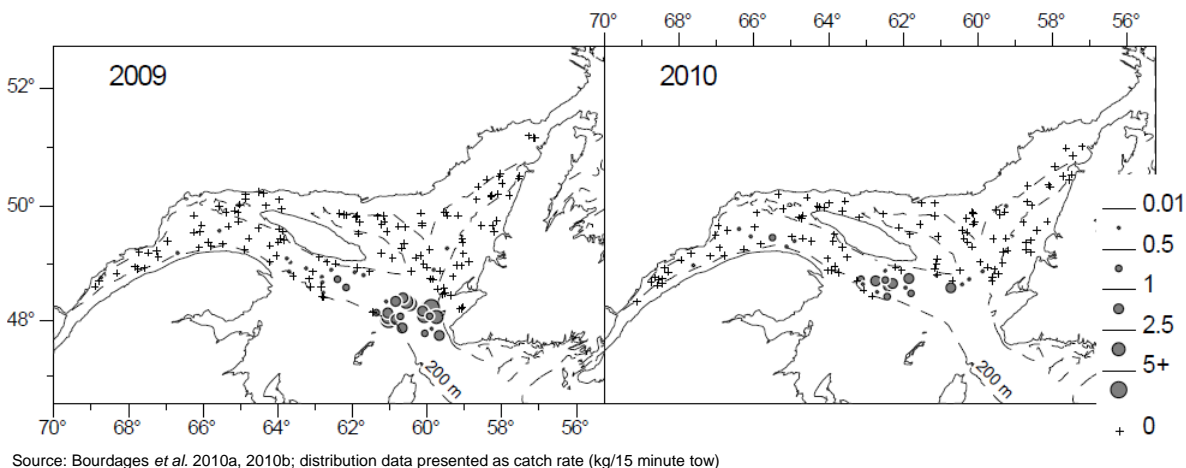 70° 68° 66° 64° 62° 60° 58° 56°
2009
2010
52°
50°
48°
200 m
200 m
0.01
0.5
1
2.5
5+
0
70° 68° 66° 64° 62° 60° 58° 56°
Source: Bourdages et al. 2010a, 2010b; distribution data presented as catch rate (kg/15 minute tow)